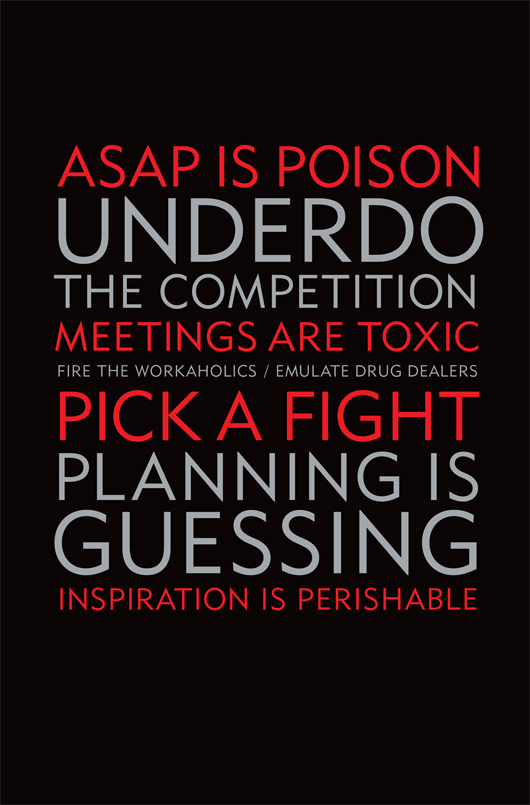 ASAP IS POISON
UNDERDO
THE COMPETITION
MEETINGS ARE TOXIC
FIRE THE WORKAHOLICS / EMULATE DRUG DEALERS
PICK A FIGHT
PLANNING IS
GUESSING
INSPIRATION IS PERISHABLE